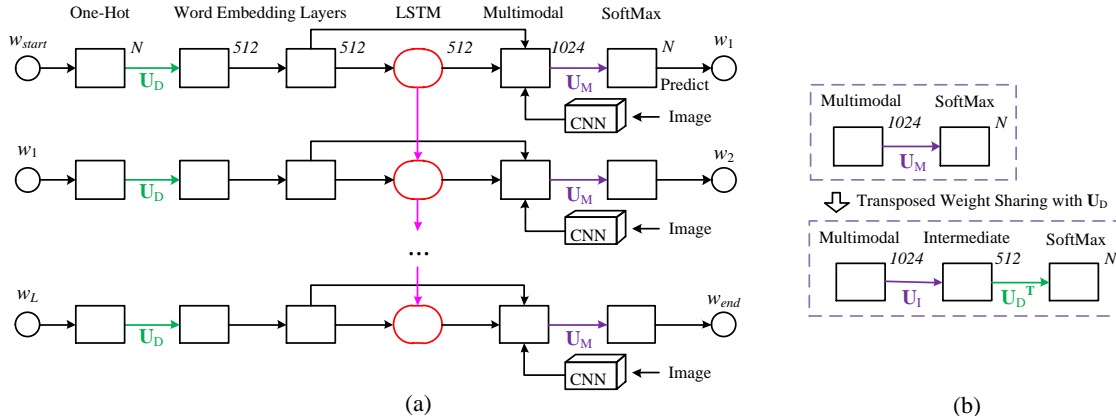 One-Hot Word Embedding Layers LSTM Multimodal SoftMax
w_start N 512 512 512 1024 N w_1
U_D U_M Predict
CNN Image
w_1 w_2
U_D U_M
CNN Image
...
w_L w_end
U_D U_M
CNN Image
(a)
Multimodal SoftMax
1024 N
U_M
Transposed Weight Sharing with U_D
Multimodal Intermediate SoftMax
1024 512 N
U_I U_D^T
(b)